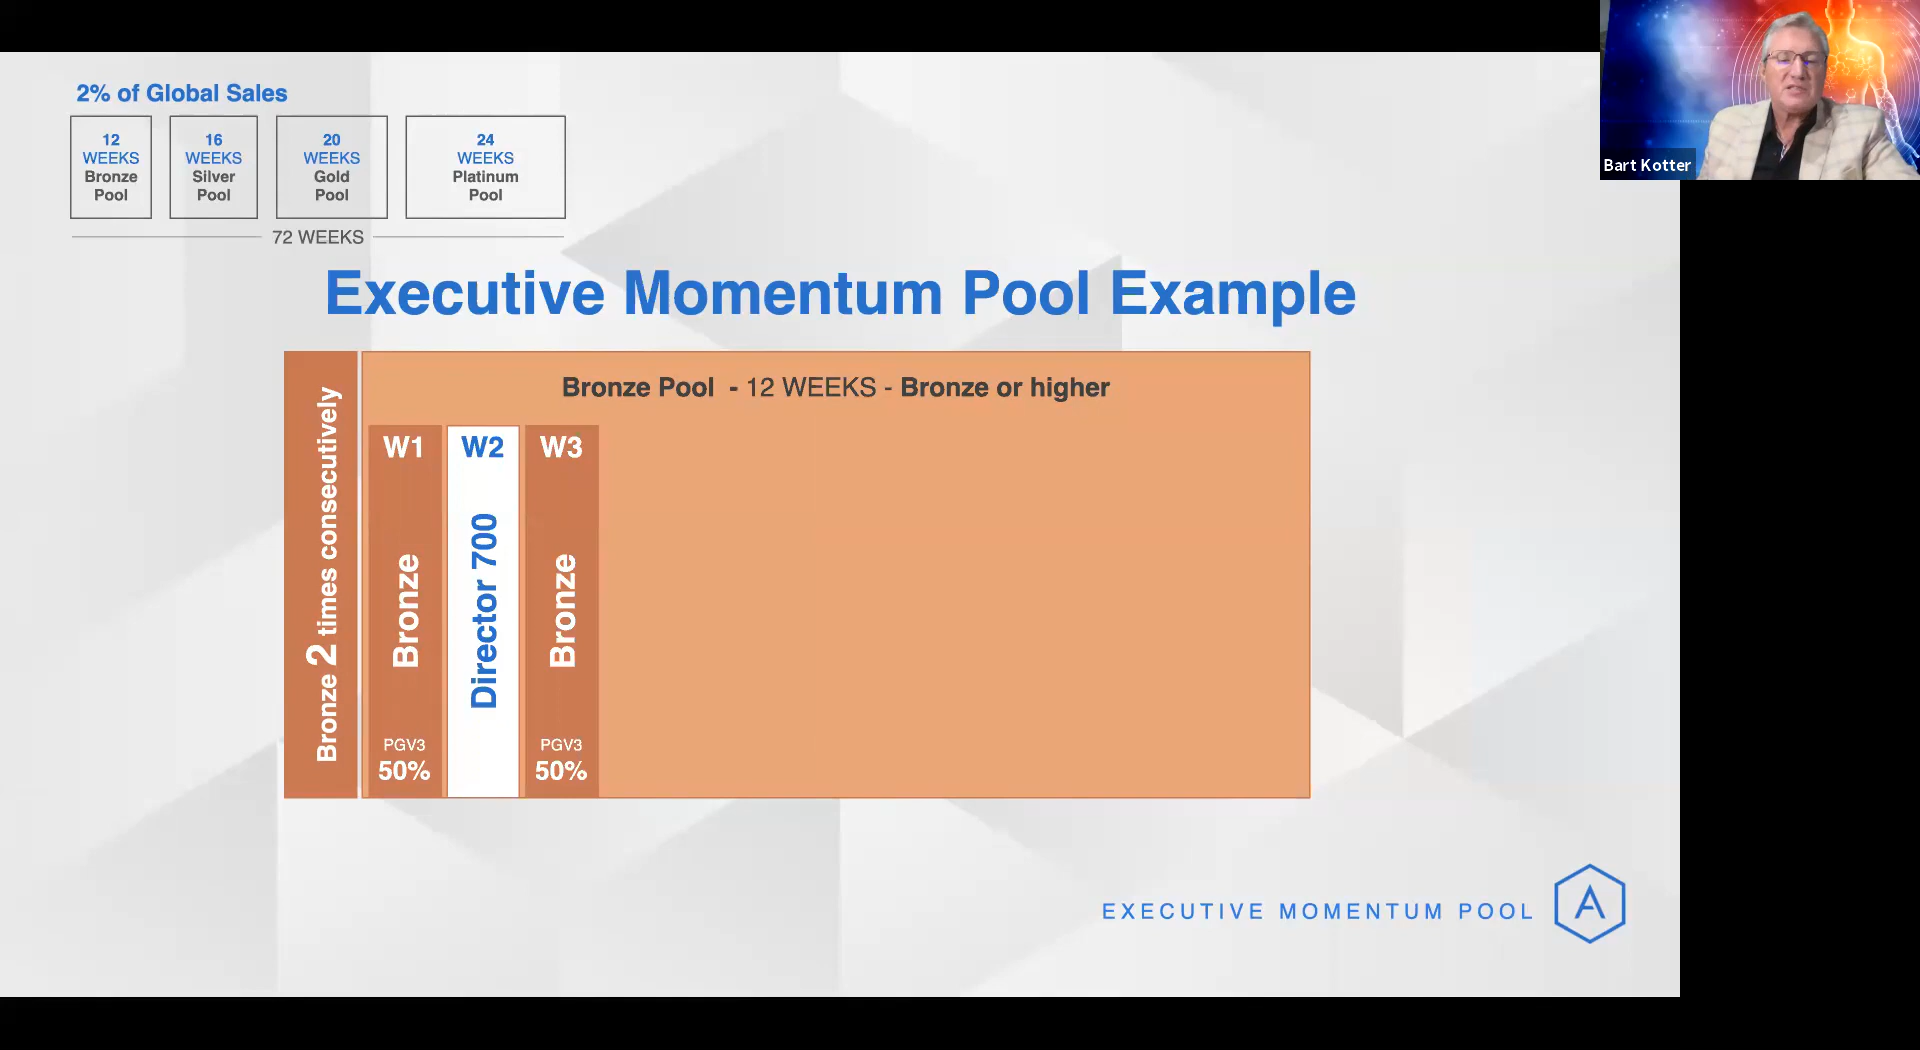 2% of Global Sales
12
WEEKS
Bronze
Pool
16
WEEKS
Silver
Pool
20
WEEKS
Gold
Pool
24
WEEKS
Platinum
Pool
72 WEEKS
Executive Momentum Pool Example
Bronze 2 times consecutively
Bronze Pool - 12 WEEKS - Bronze or higher
W1
Bronze
PGV3
50%
W2
Director 700
W3
Bronze
PGV3
50%
EXECUTIVE MOMENTUM POOL
A
Bart Kotter